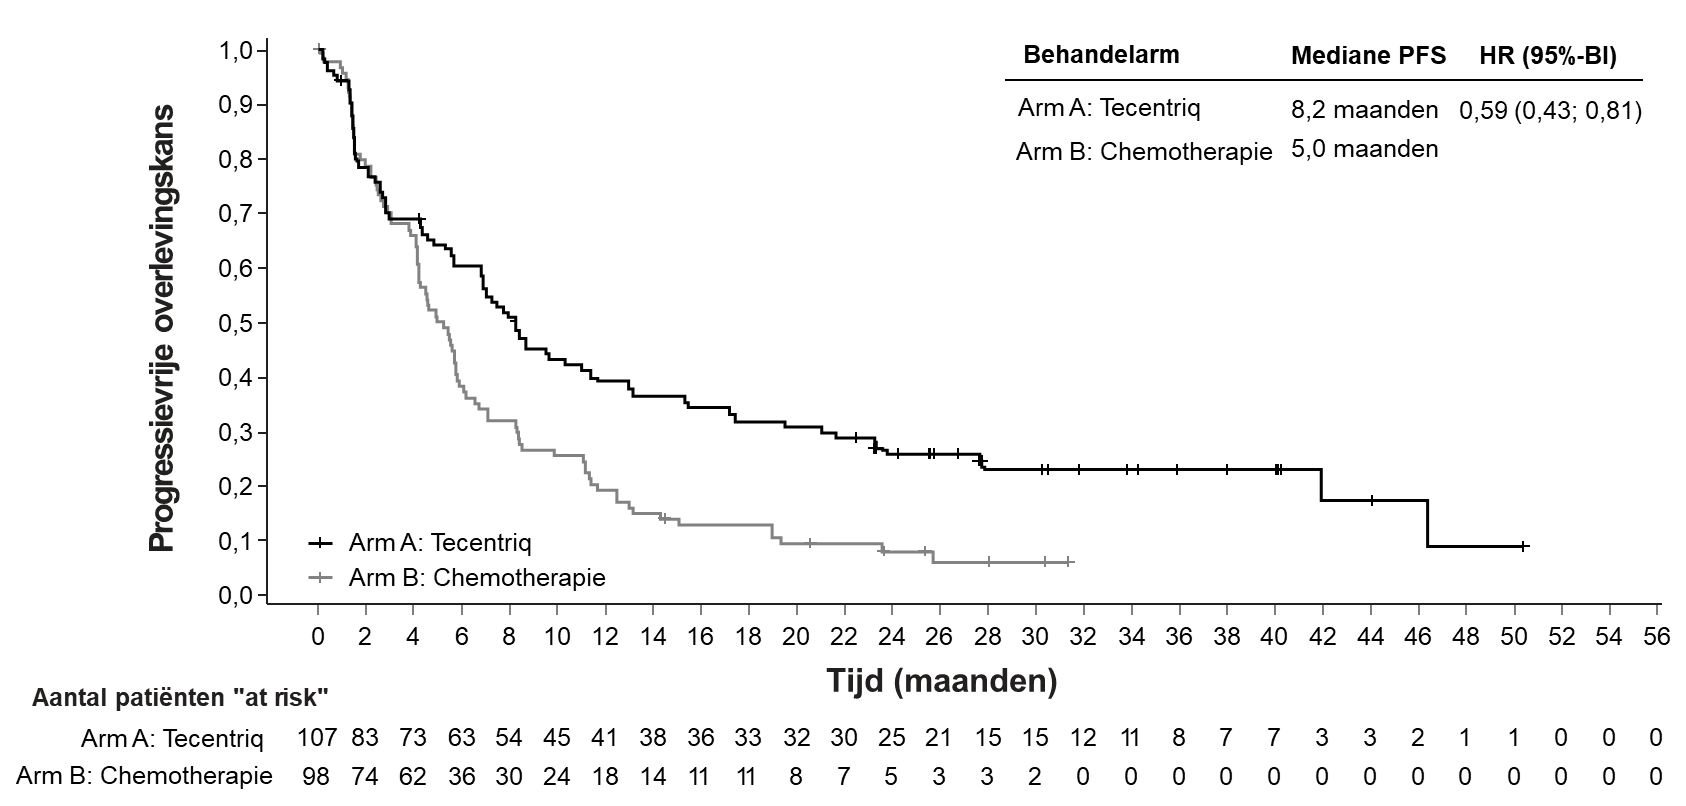 Behandelarm Mediane PFS HR (95%-BI)
Arm A: Tecentriq 8,2 maanden 0,59 (0,43; 0,81)
Arm B: Chemotherapie 5,0 maanden
Progressievrije overlevingskans
1,0
0,9
0,8
0,7
0,6
0,5
0,4
0,3
0,2
0,1
0,0
Arm A: Tecentriq
Arm B: Chemotherapie
0 2 4 6 8 10 12 14 16 18 20 22 24 26 28 30 32 34 36 38 40 42 44 46 48 50 52 54 56
Tijd (maanden)
Aantal patiënten "at risk"
Arm A: Tecentriq 107 83 73 63 54 45 41 38 36 33 32 30 25 21 15 15 12 11 8 7 7 3 3 2 1 1 0 0 0
Arm B: Chemotherapie 98 74 62 36 30 24 18 14 11 11 8 7 5 3 3 2 0 0 0 0 0 0 0 0 0 0 0 0 0